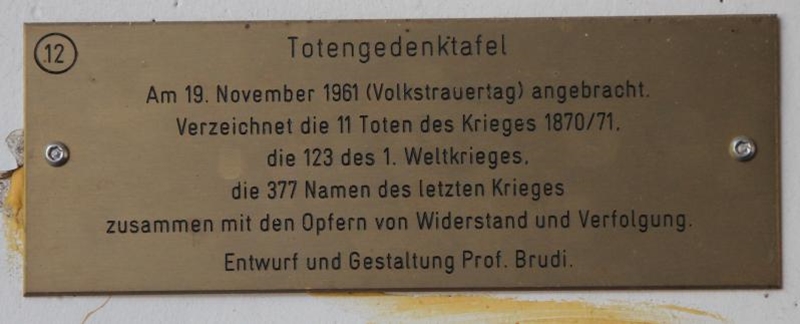 12
Totengedenktafel
Am 19. November 1961 (Volkstrauertag) angebracht.
Verzeichnet die 11 Toten des Krieges 1870/71,
die 123 des 1. Weltkrieges,
die 377 Namen des letzten Krieges
zusammen mit den Opfern von Widerstand und Verfolgung.
Entwurf und Gestaltung Prof. Brudi.